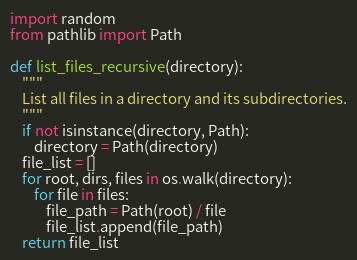 import random
from pathlib import Path

def list_files_recursive(directory):
    """
    List all files in a directory and its subdirectories.
    """
    if not isinstance(directory, Path):
        directory = Path(directory)
    file_list = []
    for root, dirs, files in os.walk(directory):
        for file in files:
            file_path = Path(root) / file
            file_list.append(file_path)
    return file_list